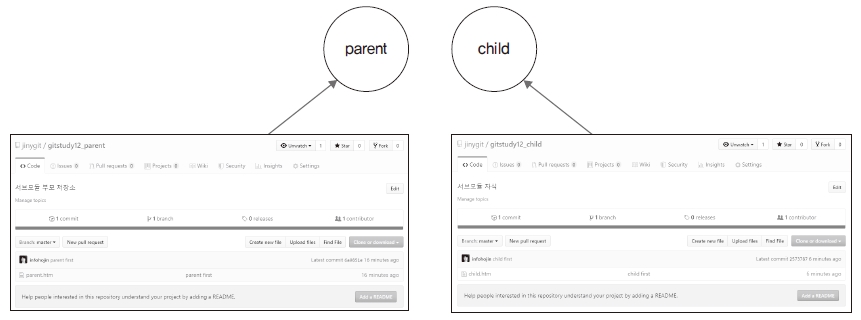 parent
child
jinygit / gitstudy12_parent
Unwatch 1 Star 0 Fork 0
Code Issues 0 Pull requests 0 Projects 0 Wiki Security Insights Settings
서브모듈 부모 저장소
Edit
Manage topics
1 commit 1 branch 0 releases 1 contributor
Branch: master New pull request Create new file Upload files Find File Clone or download
infohojin parent first Latest commit 16 minutes ago
parent.htm parent first 16 minutes ago
Help people interested in this repository understand your project by adding a README. Add a README
jinygit / gitstudy12_child
Unwatch 1 Star 0 Fork
Code Issues 0 Pull requests 0 Projects 0 Wiki Security Insights Settings
서브모듈 자식
Edit
Manage topics
1 commit 1 branch 0 releases 1 contributor
Branch: master New pull request Create new file Upload files Find File Clone or download
infohojin child first Latest commit 2573767 6 minutes ago
child.htm child first 6 minutes ago
Help people interested in this repository understand your project by adding a README. Add a README